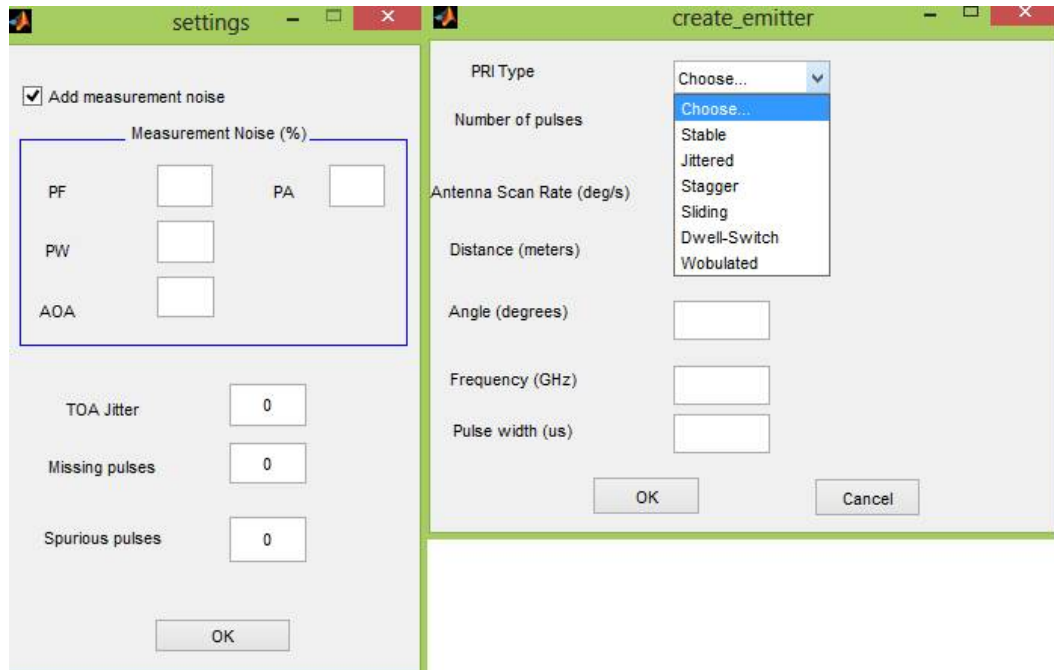 settings
Add measurement noise
Measurement Noise (%)
PF
PA
PW
AOA
TOA Jitter
0
Missing pulses
0
Spurious pulses
0
OK
create_emitter
PRI Type
Choose...
Choose...
Stable
Jittered
Stagger
Sliding
Dwell-Switch
Wobulated
Number of pulses
Antenna Scan Rate (deg/s)
Distance (meters)
Angle (degrees)
Frequency (GHz)
Pulse width (us)
OK
Cancel